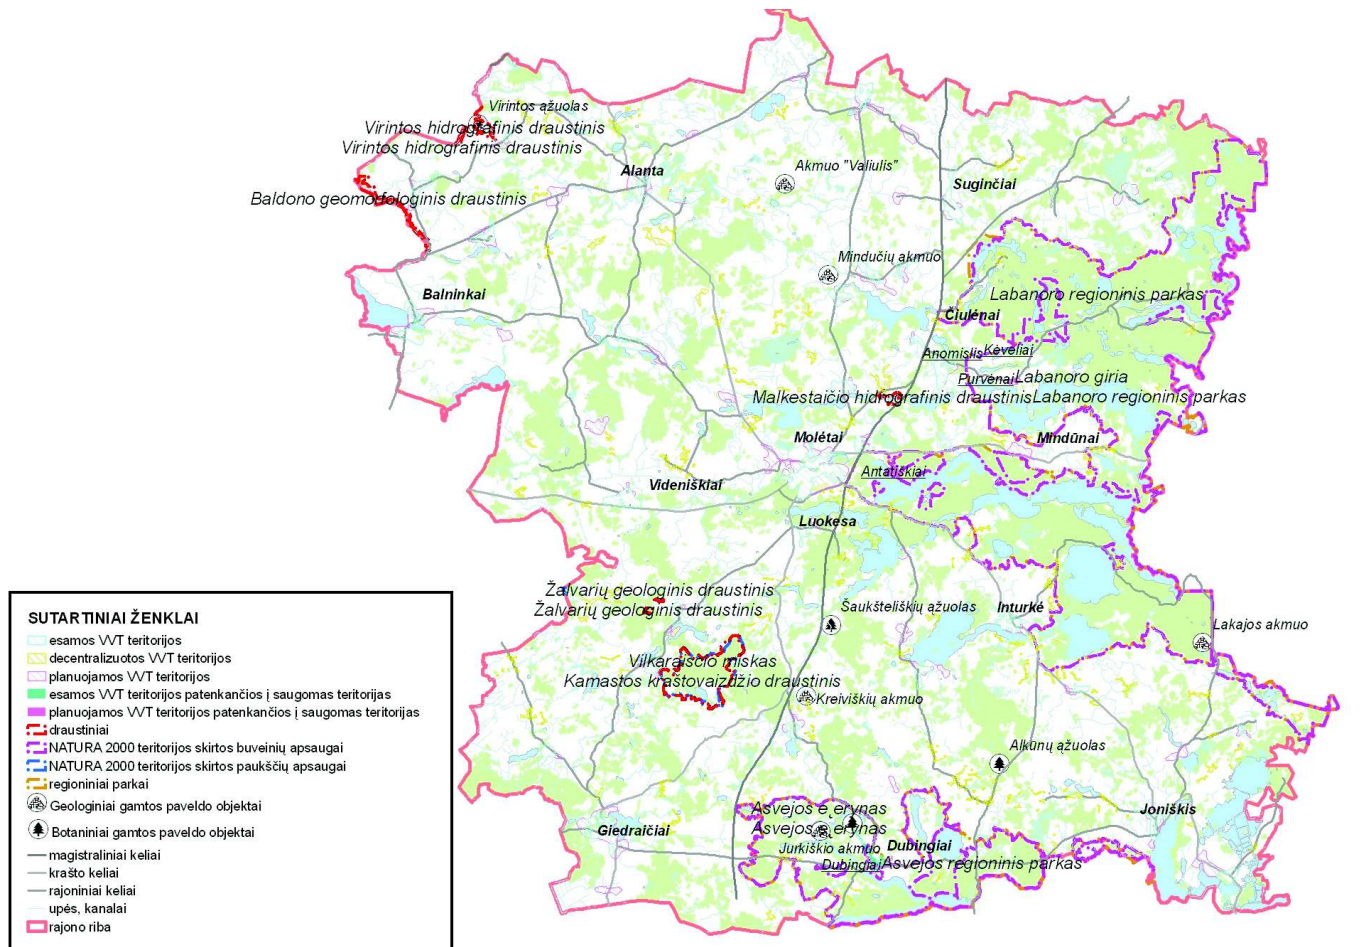 Virintos ąžuolas
Virintos hidrografinis draustinis
Virintos hidrografinis draustinis
Alanta
Akmuo "Valiulis"
Suginčiai
Baldono geomorfologinis draustinis
Mindučių akmuo
Balninkai
Labanoro regioninis parkas
Čiulėnai
Anomislis
Kėveliai
Purvėnai
Labanoro giria
Malkestaičio hidrografinis draustinis
Labanoro regioninis parkas
Molėtai
Mindūnai
Antatiškiai
Videniškiai
Luokesa
Žalvarių geologinis draustinis
Žalvarių geologinis draustinis
Šaukšteliškių ąžuolas
Inturkė
Lakajos akmuo
Vilkaraiščio miskas
Kamastos kraštovaizdžio draustinis
Kreiviškių akmuo
Alkūnų ąžuolas
Asvejos e erynas
Asvejos e erynas
Joniškis
Giedraičiai
Jurkiškio akmuo
Dubingiai
Dubingiai
Asvejos regioninis parkas
SUTARTINIAI ŽENKLAI
esamos VVT teritorijos
decentralizuotos VVT teritorijos
planuojamos VVT teritorijos
esamos VVT teritorijos patenkančios į saugomas teritorijas
planuojamos VVT teritorijos patenkančios į saugomas teritorijas
draustiniai
NATURA 2000 teritorijos skirtos buveinių apsaugai
NATURA 2000 teritorijos skirtos paukščių apsaugai
regioniniai parkai
Geologiniai gamtos paveldo objektai
Botaniniai gamtos paveldo objektai
magistraliniai keliai
krašto keliai
rajoniniai keliai
upės, kanalai
rajono riba